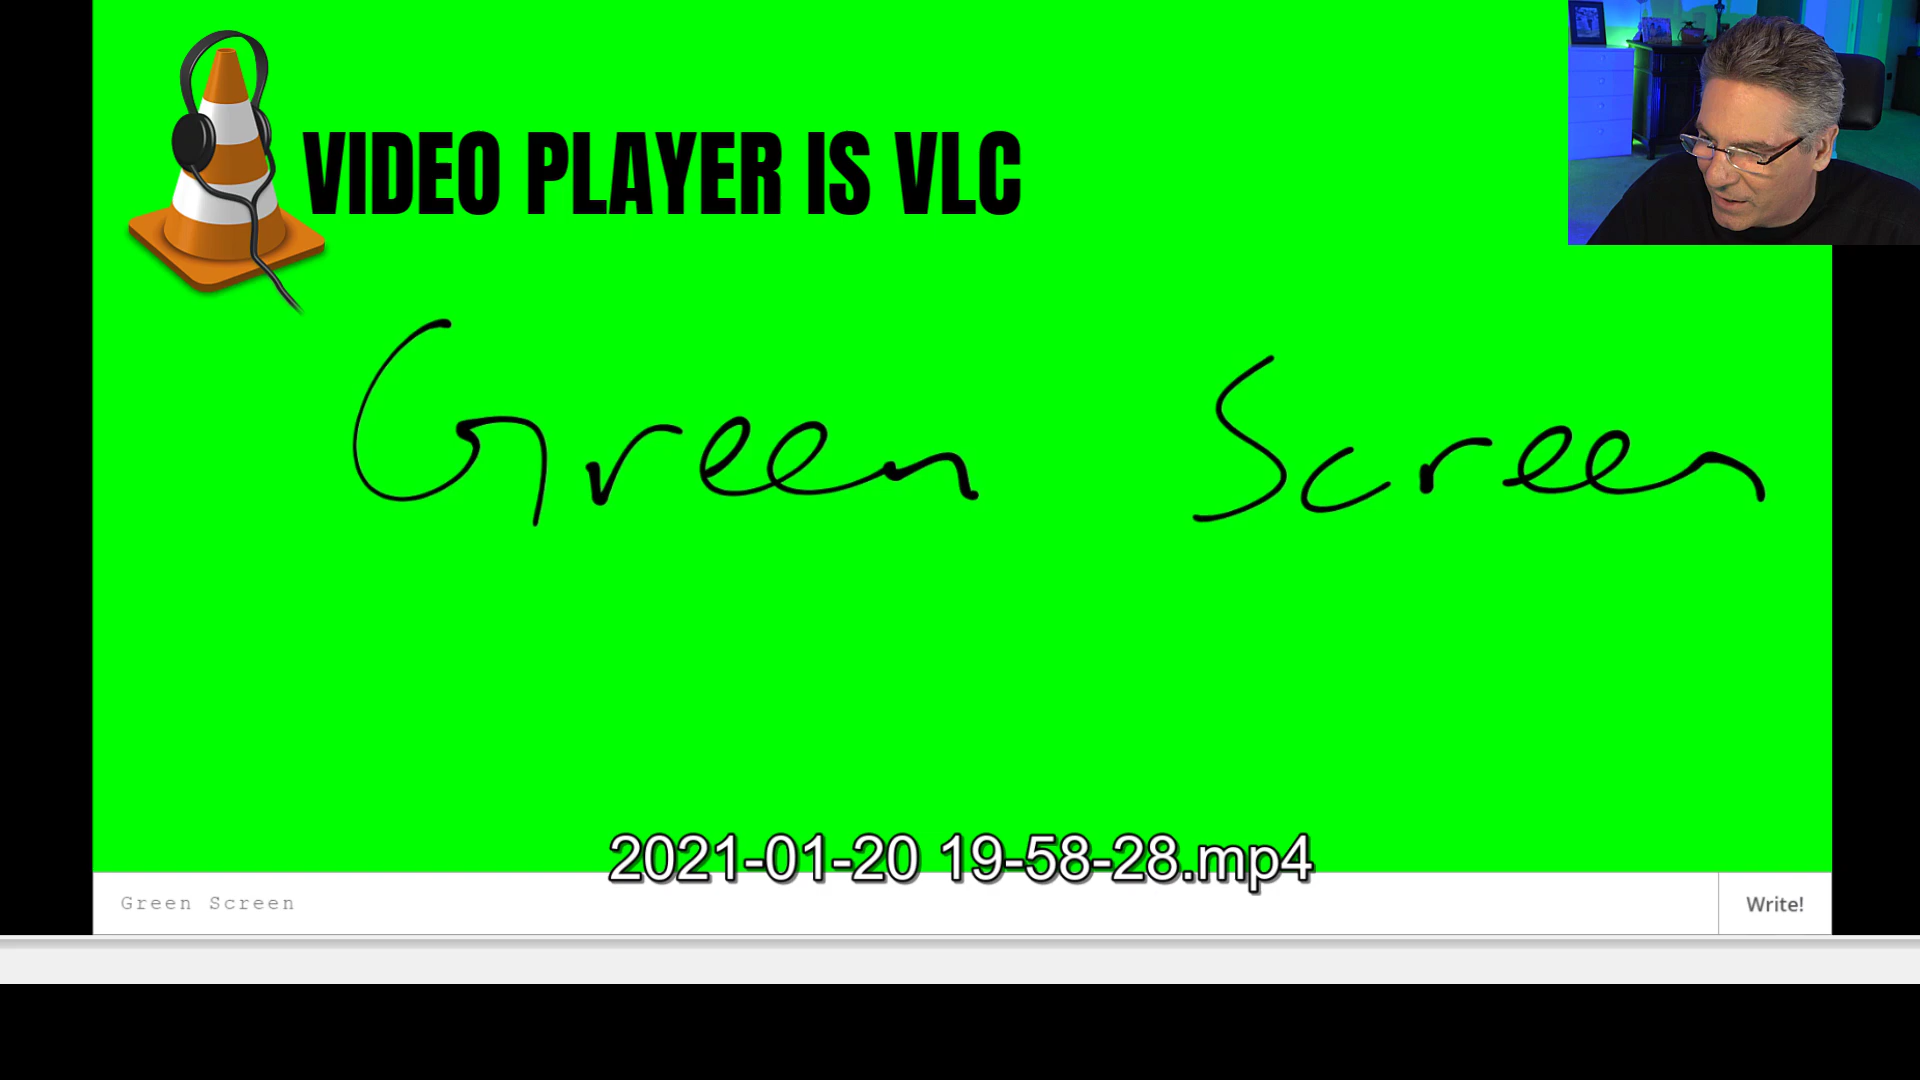 VIDEO PLAYER IS VLC
Green Screen
2021-01-20 19-58-28.mp4
Green Screen
Write!